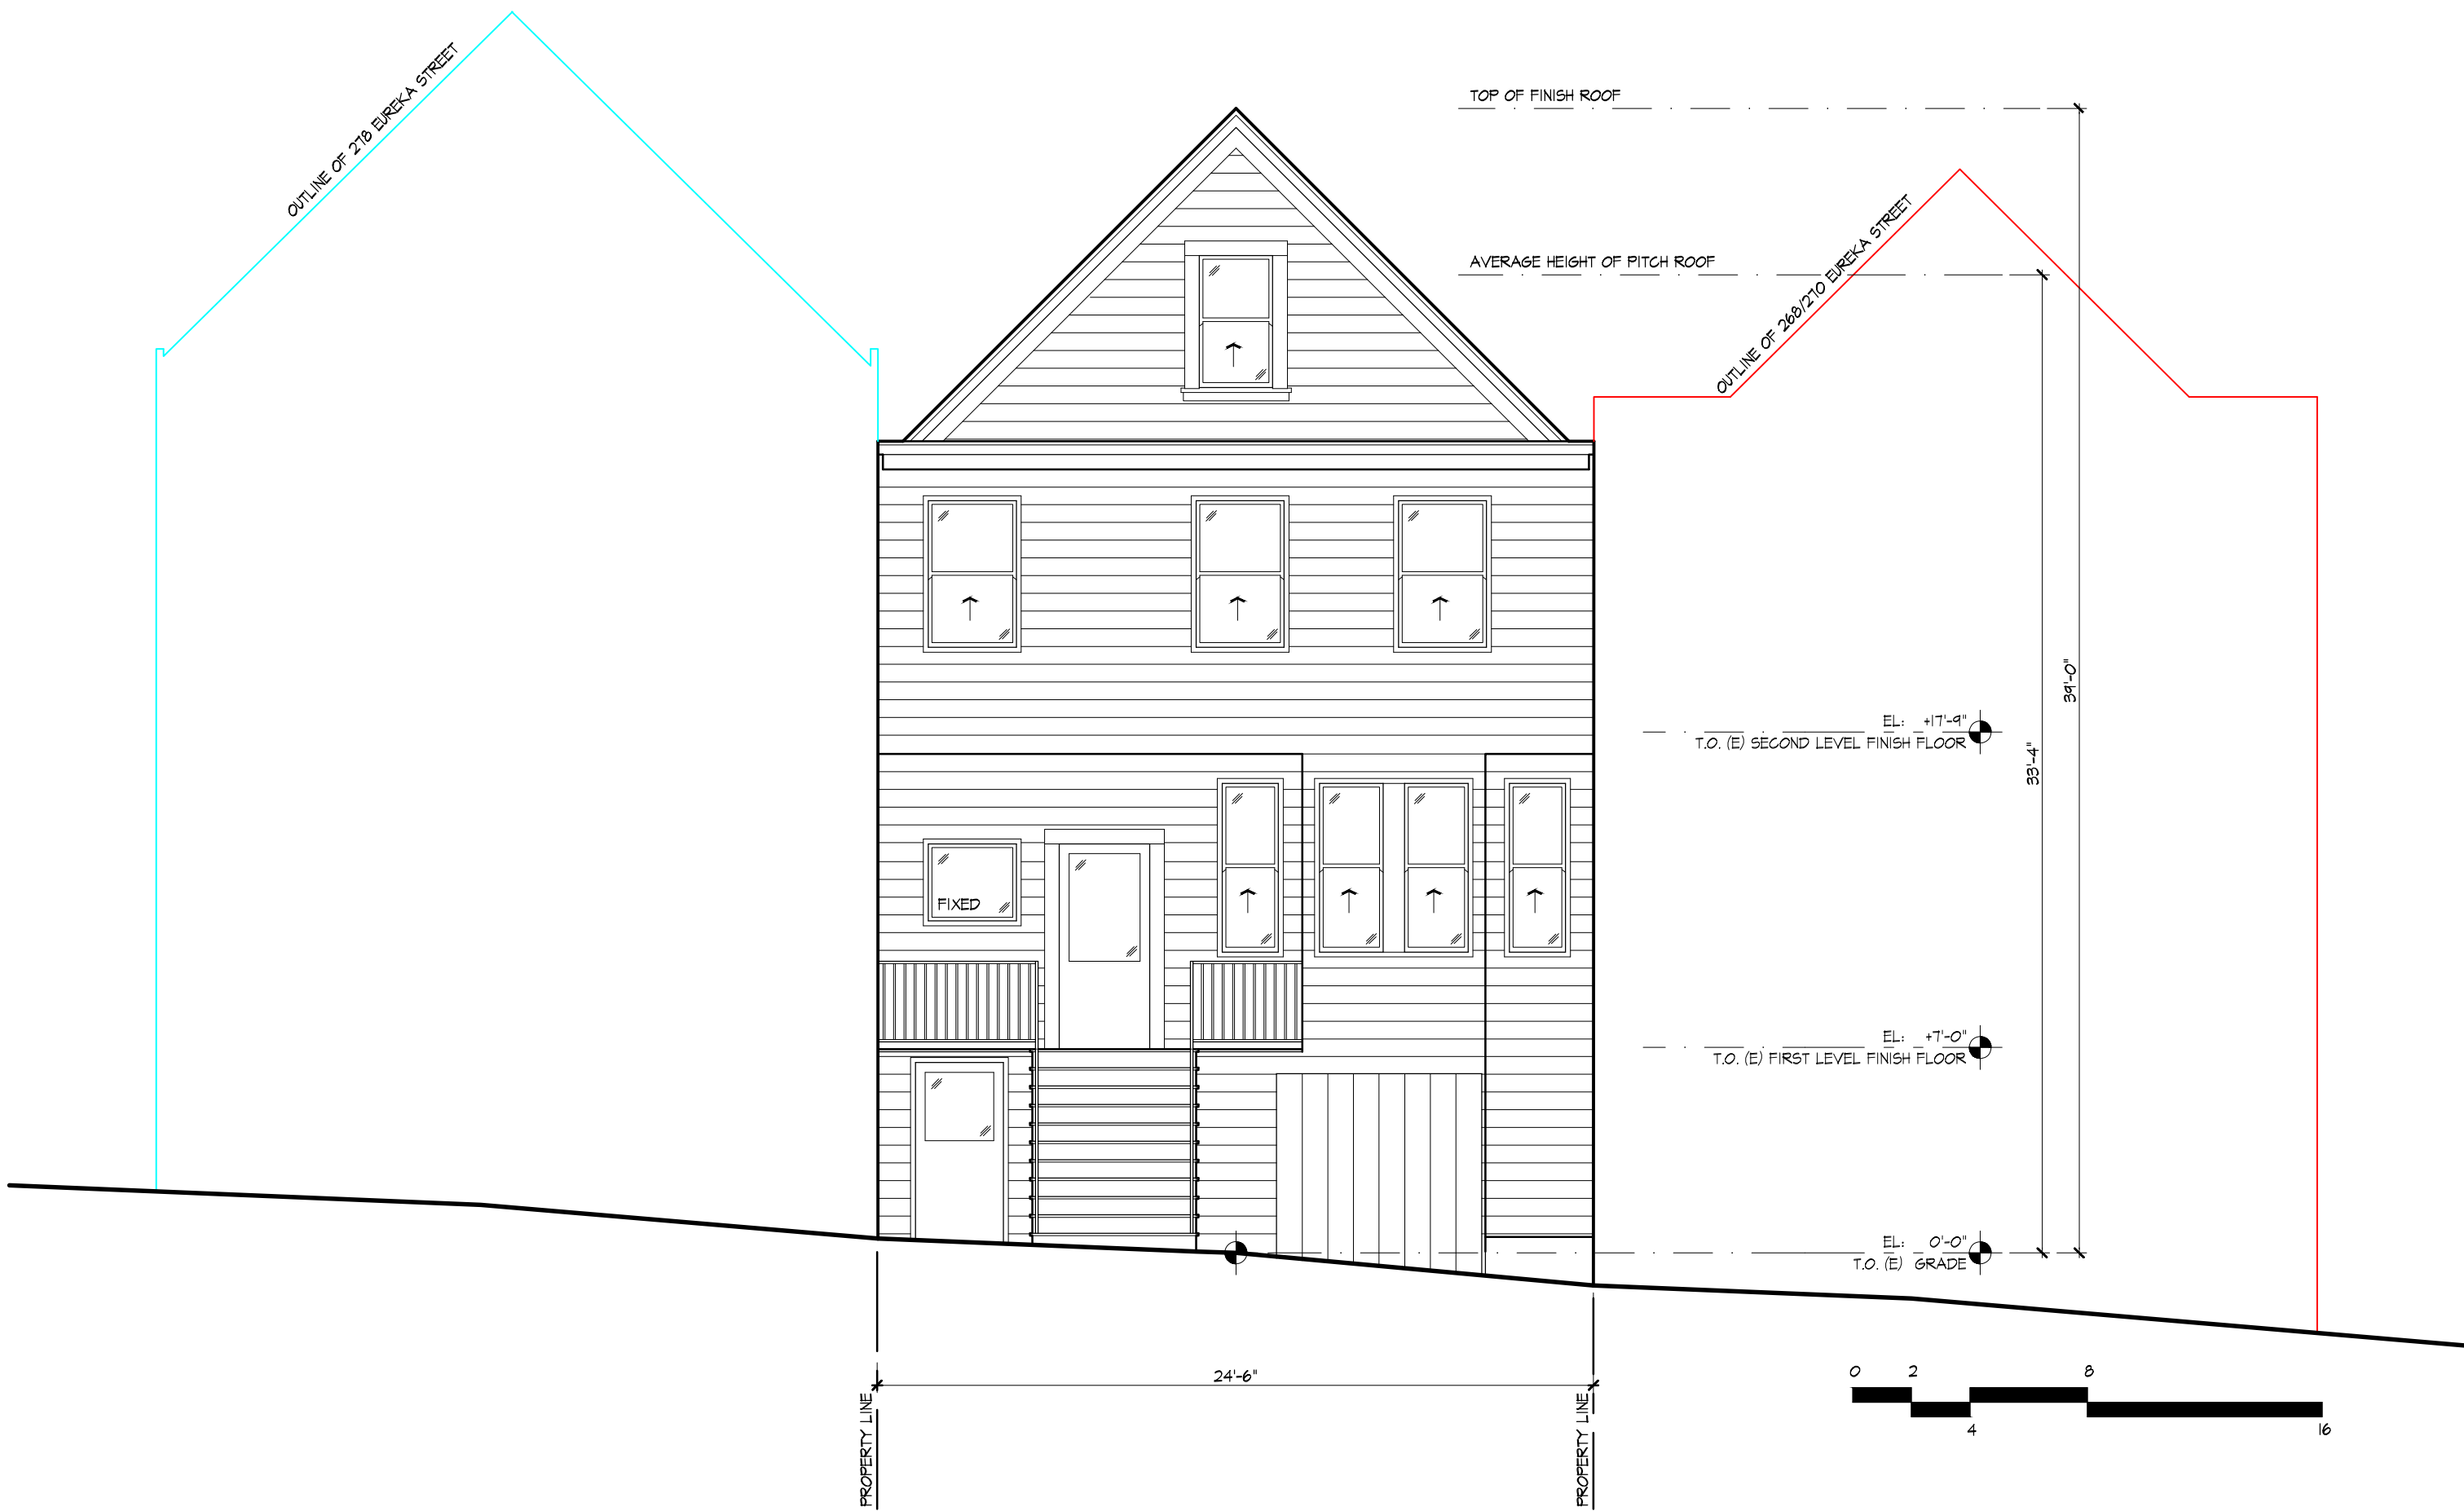 OUTLINE OF 278 EUREKA STREET
TOP OF FINISH ROOF
AVERAGE HEIGHT OF PITCH ROOF
OUTLINE OF 268/270 EUREKA STREET
39'-0"
33'-4"
EL: +17'-9"
T.O. (E) SECOND LEVEL FINISH FLOOR
FIXED
EL: +7'-0"
T.O. (E) FIRST LEVEL FINISH FLOOR
EL: 0'-0"
T.O. (E) GRADE
24'-6"
PROPERTY LINE
PROPERTY LINE
0 2 8
4 16